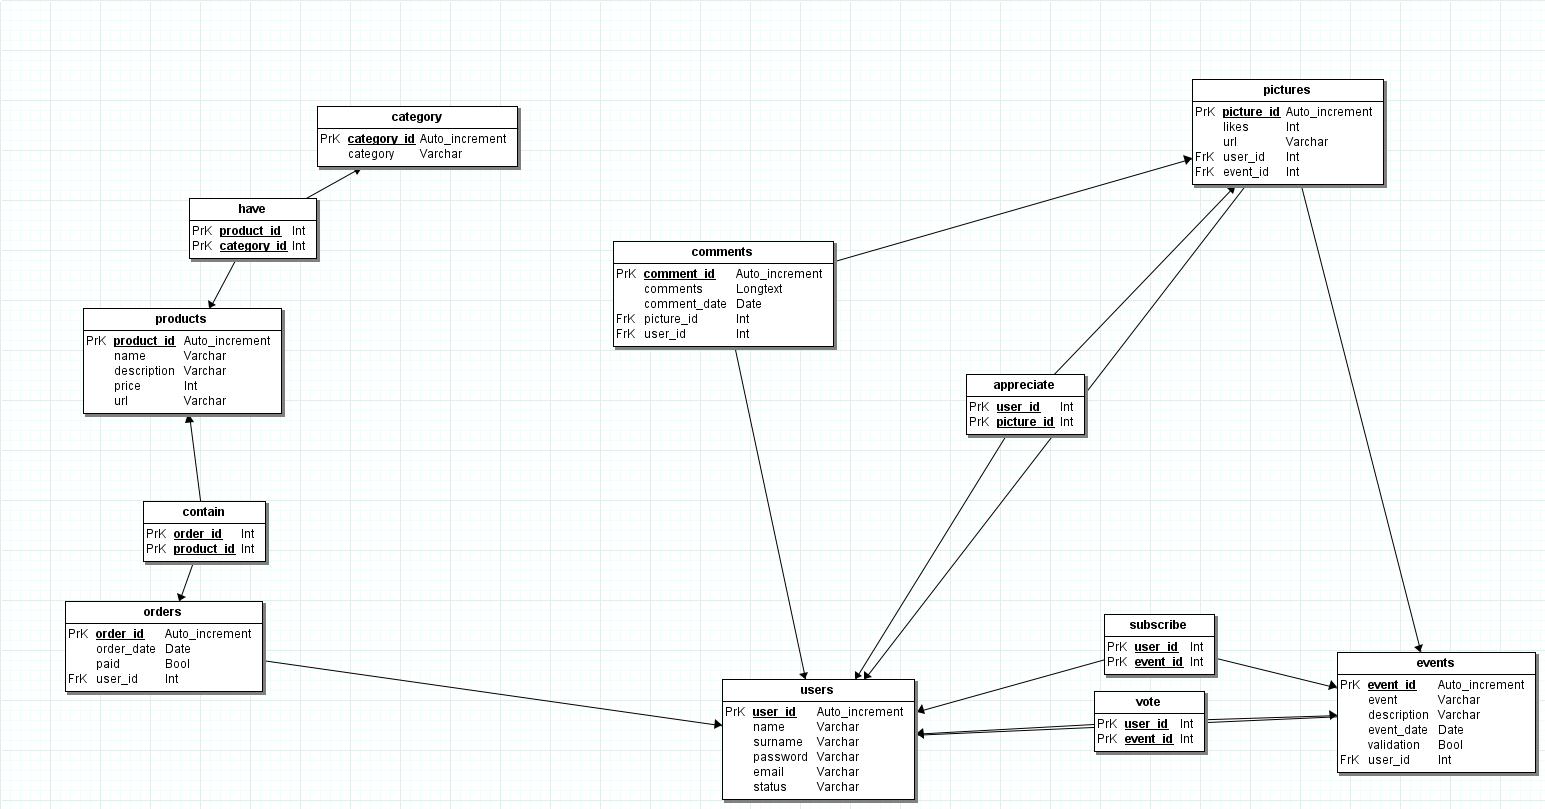 pictures
PrK picture_id Auto_increment
likes Int
url Varchar
FrK user_id Int
FrK event_id Int
category
PrK category_id Auto_increment
category Varchar
have
PrK product_id Int
PrK category_id Int
comments
PrK comment_id Auto_increment
comments Longtext
comment_date Date
FrK picture_id Int
FrK user_id Int
products
PrK product_id Auto_increment
name Varchar
description Varchar
price Int
url Varchar
appreciate
PrK user_id Int
PrK picture_id Int
contain
PrK order_id Int
PrK product_id Int
orders
PrK order_id Auto_increment
order_date Date
paid Bool
FrK user_id Int
subscribe
PrK user_id Int
PrK event_id Int
events
PrK event_id Auto_increment
event Varchar
description Varchar
event_date Date
validation Bool
FrK user_id Int
users
PrK user_id Auto_increment
name Varchar
surname Varchar
password Varchar
email Varchar
status Varchar
vote
PrK user_id Int
PrK event_id Int